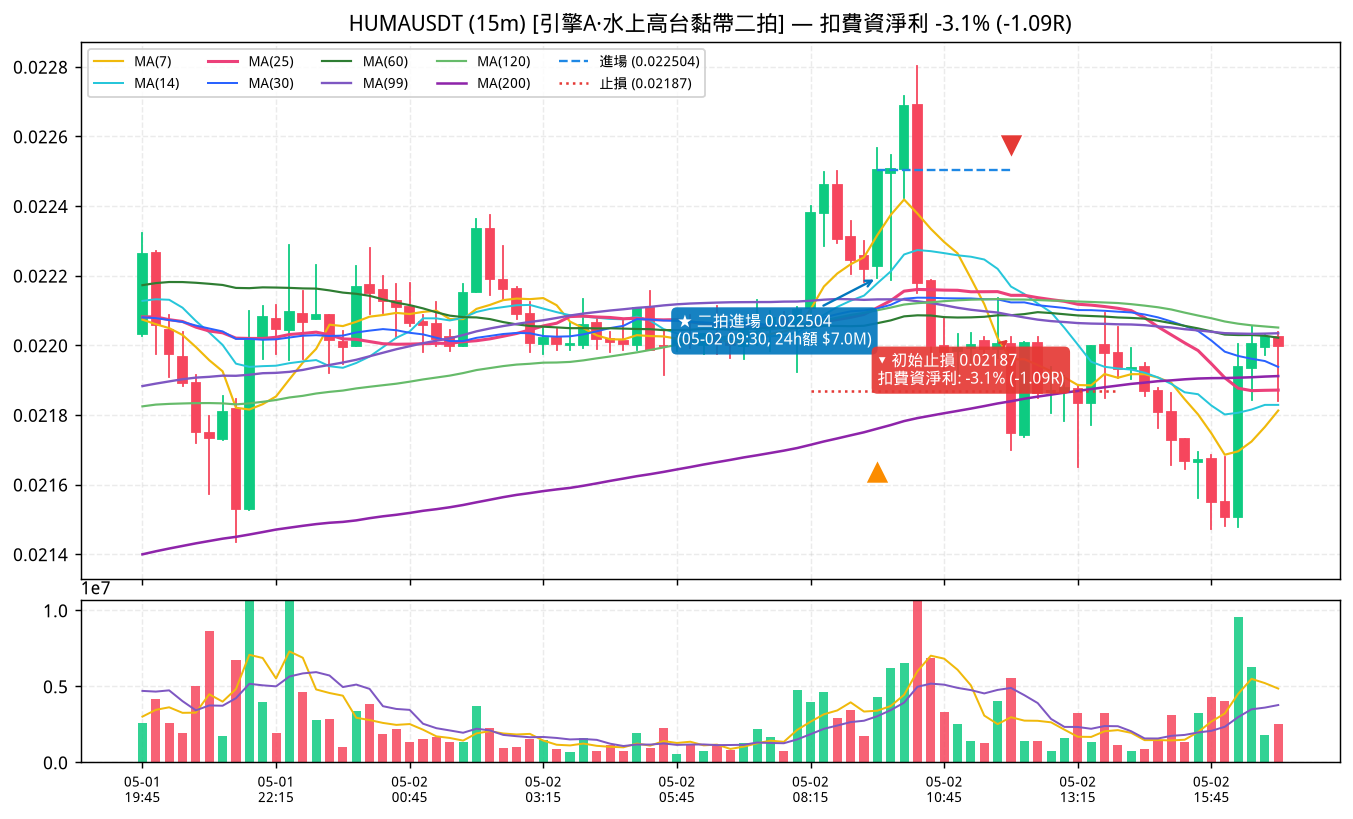 HUMAUSDT (15m) [引擎A·水上高台黏帶二拍] — 扣費資淨利 -3.1% (-1.09R)
MA(7) MA(25) MA(60) MA(120) 進場 (0.022504)
MA(14) MA(30) MA(99) MA(200) 止損 (0.02187)
0.0228
0.0226
0.0224
0.0222
0.0220
0.0218
0.0216
0.0214
★ 二拍進場 0.022504
(05-02 09:30, 24h額 $7.0M)
▼ 初始止損 0.02187
扣費資淨利: -3.1% (-1.09R)
1e7
1.0
0.5
0.0
05-01 05-01 05-02 05-02 05-02 05-02 05-02 05-02 05-02
19:45 22:15 00:45 03:15 05:45 08:15 10:45 13:15 15:45